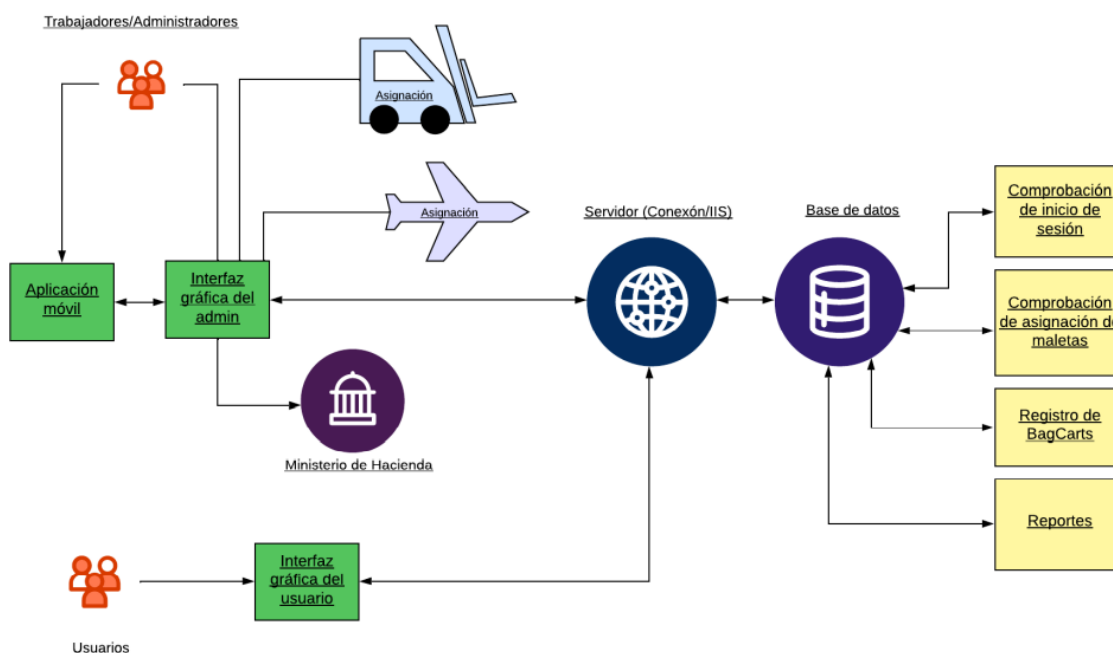 Trabajadores/Administradores
Asignación
Asignación
Servidor (Conexón/IIS)
Base de datos
Comprobación
de inicio de
sesión
Aplicación
móvil
Interfaz
gráfica del
admin
Comprobación
de asignación de
maletas
Registro de
BagCarts
Ministerio de Hacienda
Reportes
Interfaz
gráfica del
usuario
Usuarios